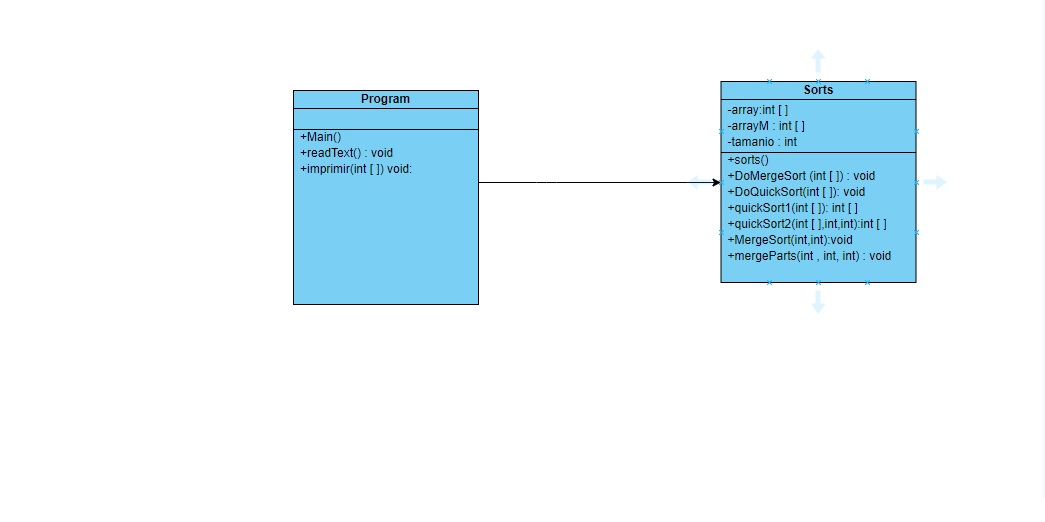 Program
+Main()
+readText() : void
+imprimir(int [ ]) void:
Sorts
-array:int [ ]
-arrayM : int [ ]
-tamanio : int
+sorts()
+DoMergeSort (int [ ]) : void
+DoQuickSort(int [ ]): void
+quickSort1(int [ ]): int [ ]
+quickSort2(int [ ],int,int):int [ ]
+MergeSort(int,int):void
+mergeParts(int , int, int) : void